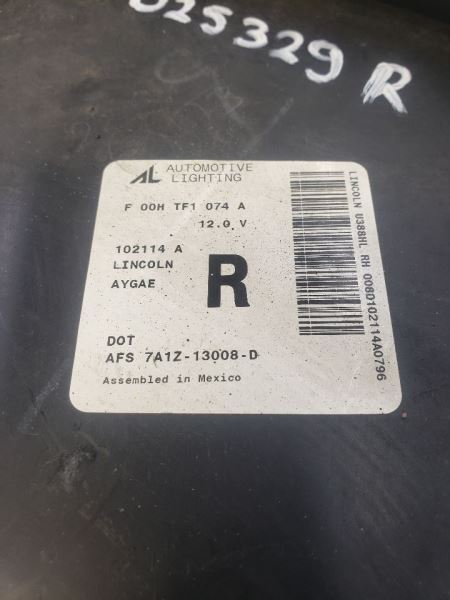 025329 R
AL AUTOMOTIVE
LIGHTING
F 00H TF1 074 A
12.0 V
102114 A
LINCOLN
AYGAE
R
DOT
AFS 7A1Z-13008-D
Assembled in Mexico
LINCOLN U388HL RH 008D102114A0796